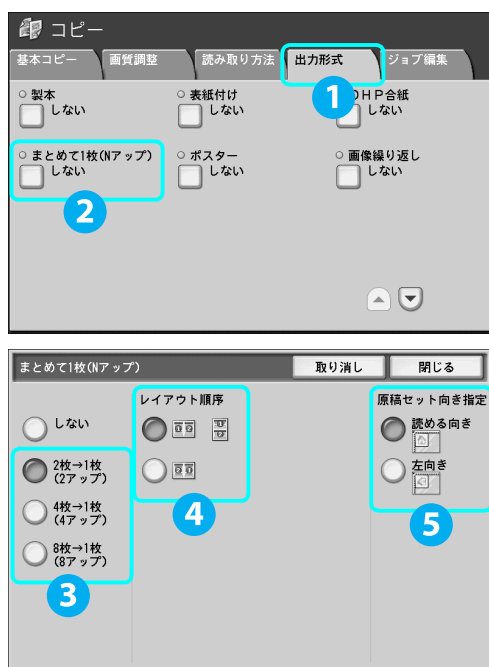 コピー
基本コピー 画質調整 読み取り方法 出力形式 ジョブ編集
1
製本 表紙付け HP合紙
しない しない しない
まとめて1枚(Nアップ) ポスター 画像繰り返し
しない しない しない
2
まとめて1枚(Nアップ) 取り消し 閉じる
しない
2枚→1枚
(2アップ)
4枚→1枚
(4アップ)
8枚→1枚
(8アップ)
3
レイアウト順序
4
原稿セット向き指定
読める向き
左向き
5